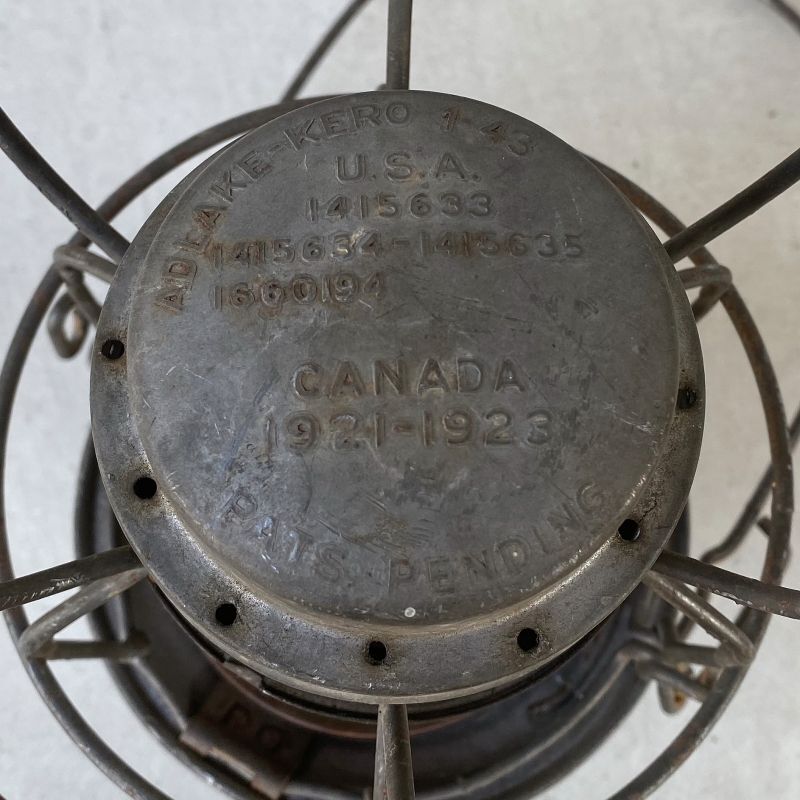 ADLAKE-KERO 1-43
U.S.A.
1415633
1415634-1415635
1660194
CANADA
1921-1923
PATS. PENDING